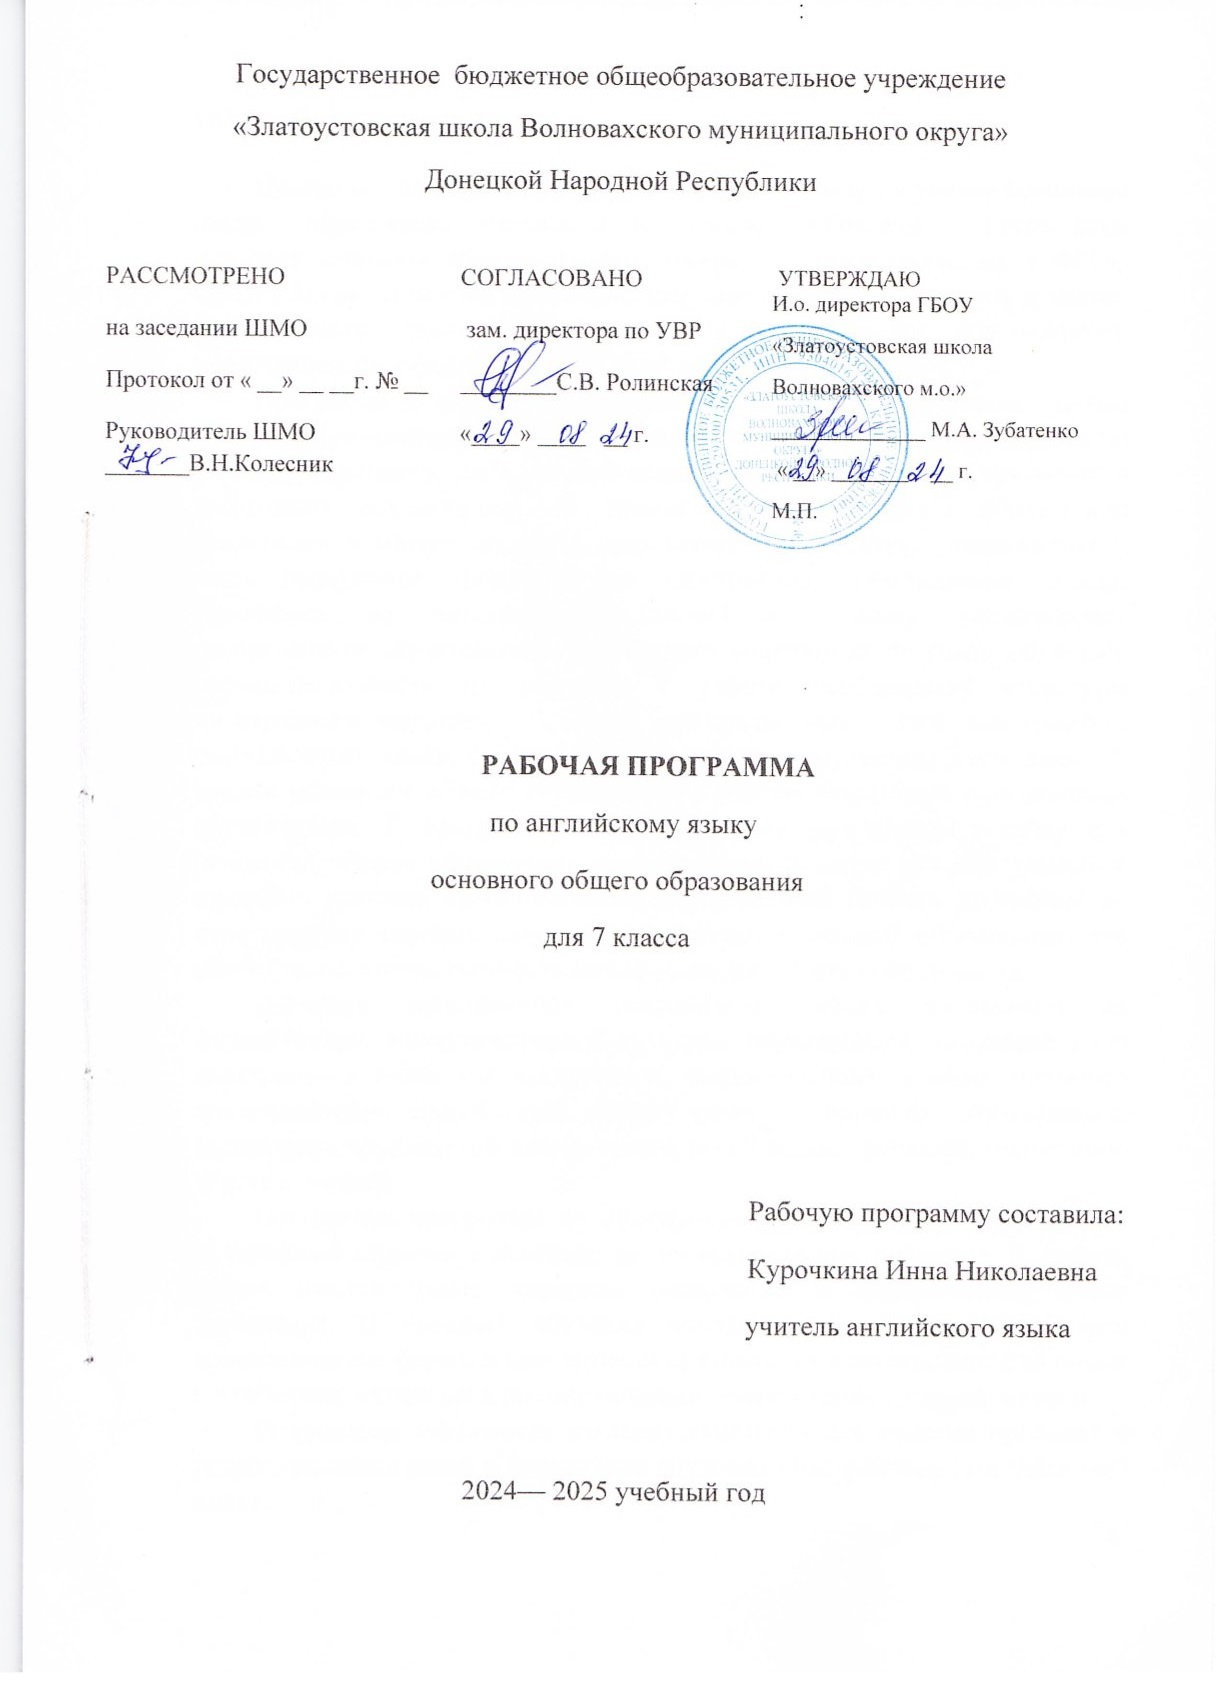 Государственное бюджетное общеобразовательное учреждение
«Златоустовская школа Волновахского муниципального округа»
Донецкой Народной Республики
РАССМОТРЕНО
на заседании ШМО
Протокол от « __» __ __г. № __
Руководитель ШМО
_______В.Н.Колесник
СОГЛАСОВАНО
зам. директора по УВР
________С.В. Ролинская
«29» 08 24г.
УТВЕРЖДАЮ
И.о. директора ГБОУ
«Златоустовская школа
Волновахского м.о.»
_____________ М.А. Зубатенко
«29» 08 24 г.
М.П.
РАБОЧАЯ ПРОГРАММА
по английскому языку
основного общего образования
для 7 класса
Рабочую программу составила:
Курочкина Инна Николаевна
учитель английского языка
2024— 2025 учебный год